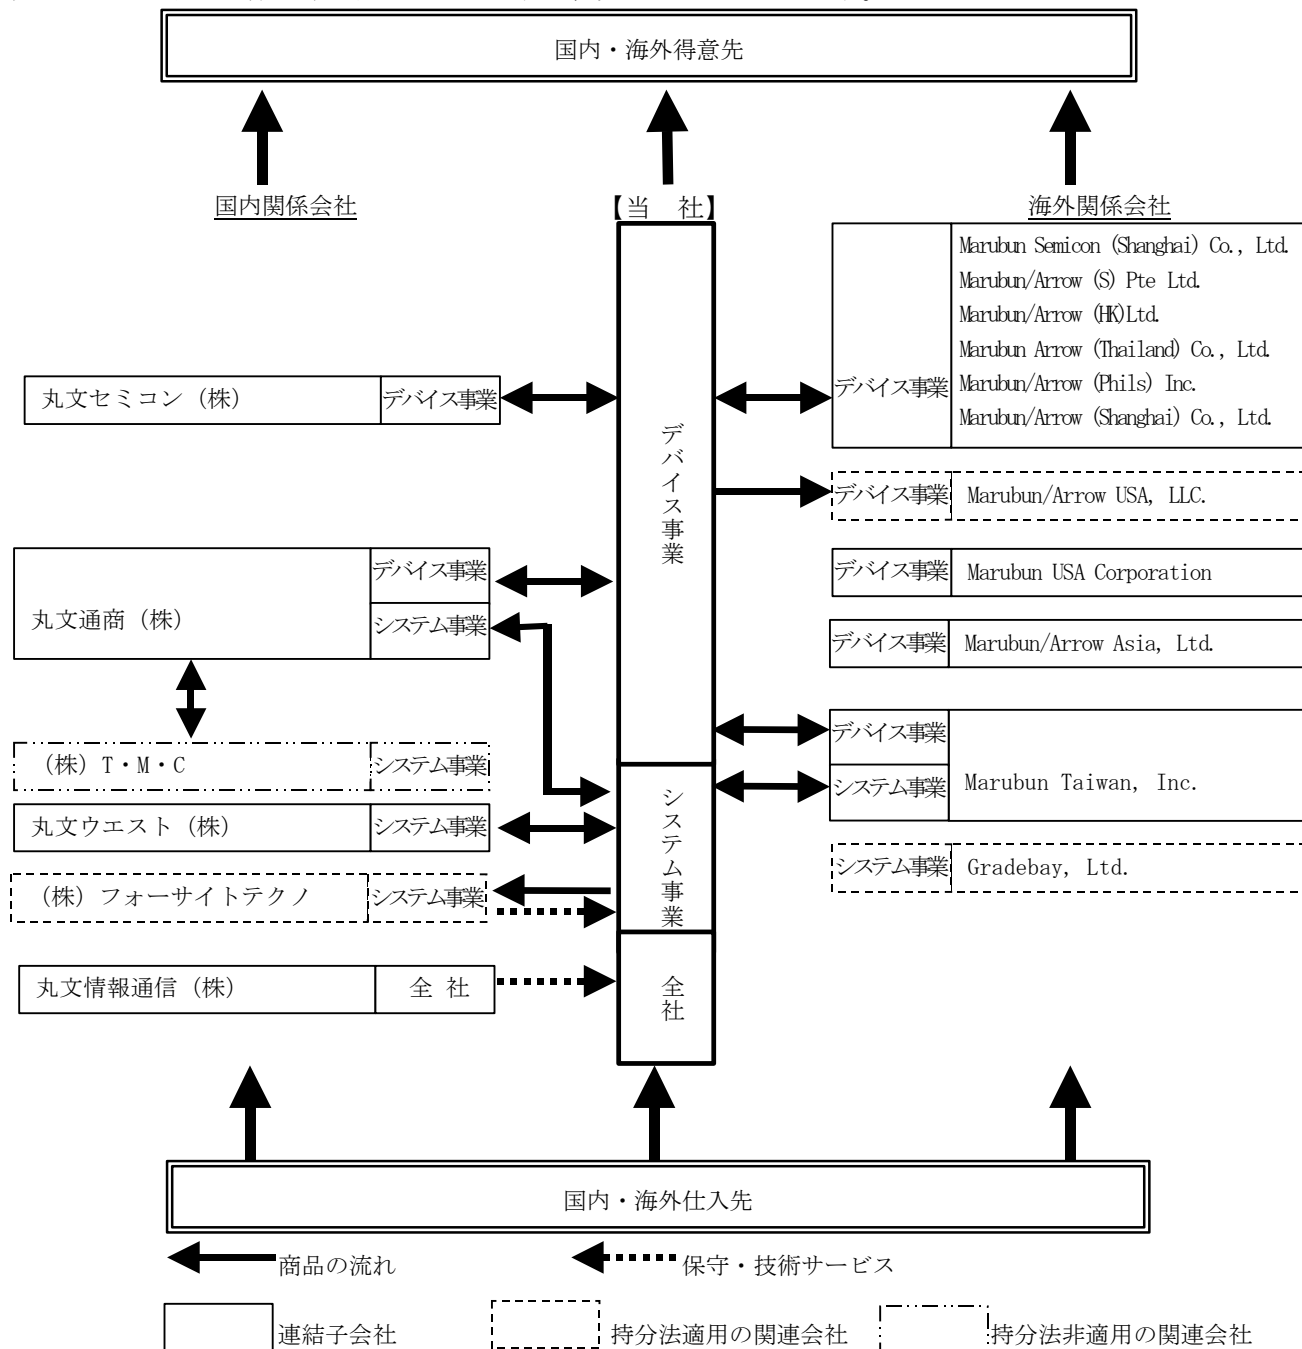 国内・海外得意先
国内関係会社
【当 社】
海外関係会社
デバイス事業
Marubun Semicon (Shanghai) Co., Ltd.
Marubun/Arrow (S) Pte Ltd.
Marubun/Arrow (HK)Ltd.
Marubun Arrow (Thailand) Co., Ltd.
Marubun/Arrow (Phils) Inc.
Marubun/Arrow (Shanghai) Co., Ltd.
丸文セミコン（株） デバイス事業
デバイス事業
デバイス事業 Marubun/Arrow USA, LLC.
丸文通商（株）
デバイス事業
システム事業
デバイス事業 Marubun USA Corporation
デバイス事業 Marubun/Arrow Asia, Ltd.
（株）T・M・C システム事業
デバイス事業
システム事業
Marubun Taiwan, Inc.
丸文ウエスト（株） システム事業
システム事業
（株）フォーサイトテクノ システム事業
システム事業 Gradebay, Ltd.
丸文情報通信（株） 全 社
全社
国内・海外仕入先
商品の流れ
保守・技術サービス
連結子会社
持分法適用の関連会社
持分法非適用の関連会社